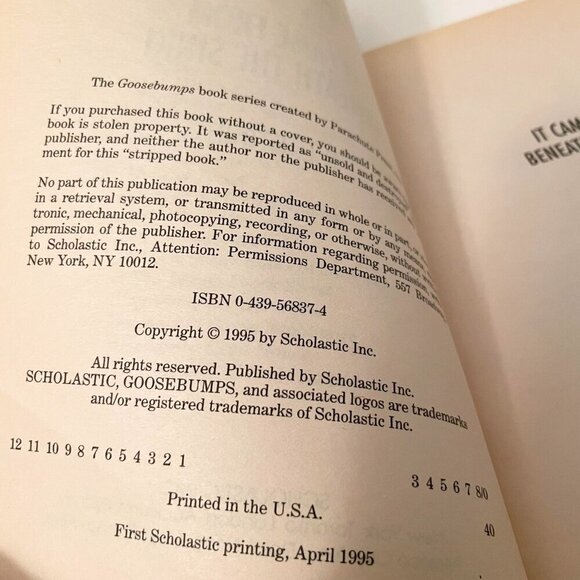 The Goosebumps book series created by Parachute
If you purchased this book without a cover, you should be
book is stolen property. It was reported as "unsold and
publisher, and neither the author nor the publisher has received
ment for this "stripped book."
No part of this publication may be reproduced in whole or in part, or
in a retrieval system, or transmitted in any form or by any means,
tronic, mechanical, photocopying, recording, or otherwise, without
permission of the publisher. For information regarding permission,
to Scholastic Inc., Attention: Permissions Department, 557
New York, NY 10012.
ISBN 0-439-56837-4
Copyright © 1995 by Scholastic Inc.
All rights reserved. Published by Scholastic Inc.
SCHOLASTIC, GOOSEBUMPS, and associated logos are trademarks
and/or registered trademarks of Scholastic Inc.
12 11 10 9 8 7 6 5 4 3 2 1
3 4 5 6 7 8/0
Printed in the U.S.A.
40
First Scholastic printing, April 1995
IT CAM
BENEAT